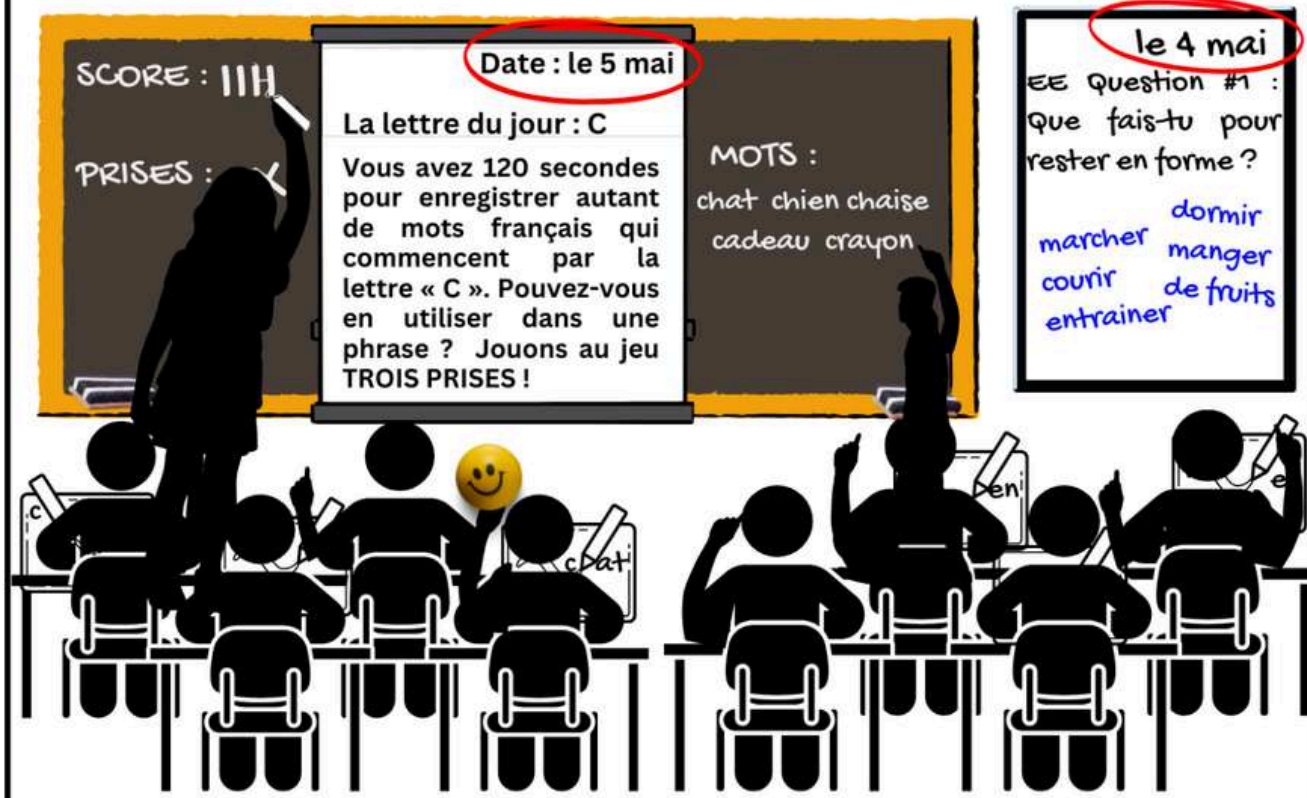 SCORE :
PRISES :
Date : le 5 mai
La lettre du jour : C
Vous avez 120 secondes
pour enregistrer autant
de mots français qui
commencent par la
lettre « C ». Pouvez-vous
en utiliser dans une
phrase ? Jouons au jeu
TROIS PRISES !
MOTS :
chat chien chaise
cadeau crayon
le 4 mai
EE Question #1 :
Que fais-tu pour
rester en forme ?
dormir
marcher
manger
courir
de fruits
entrainer
c
en
e